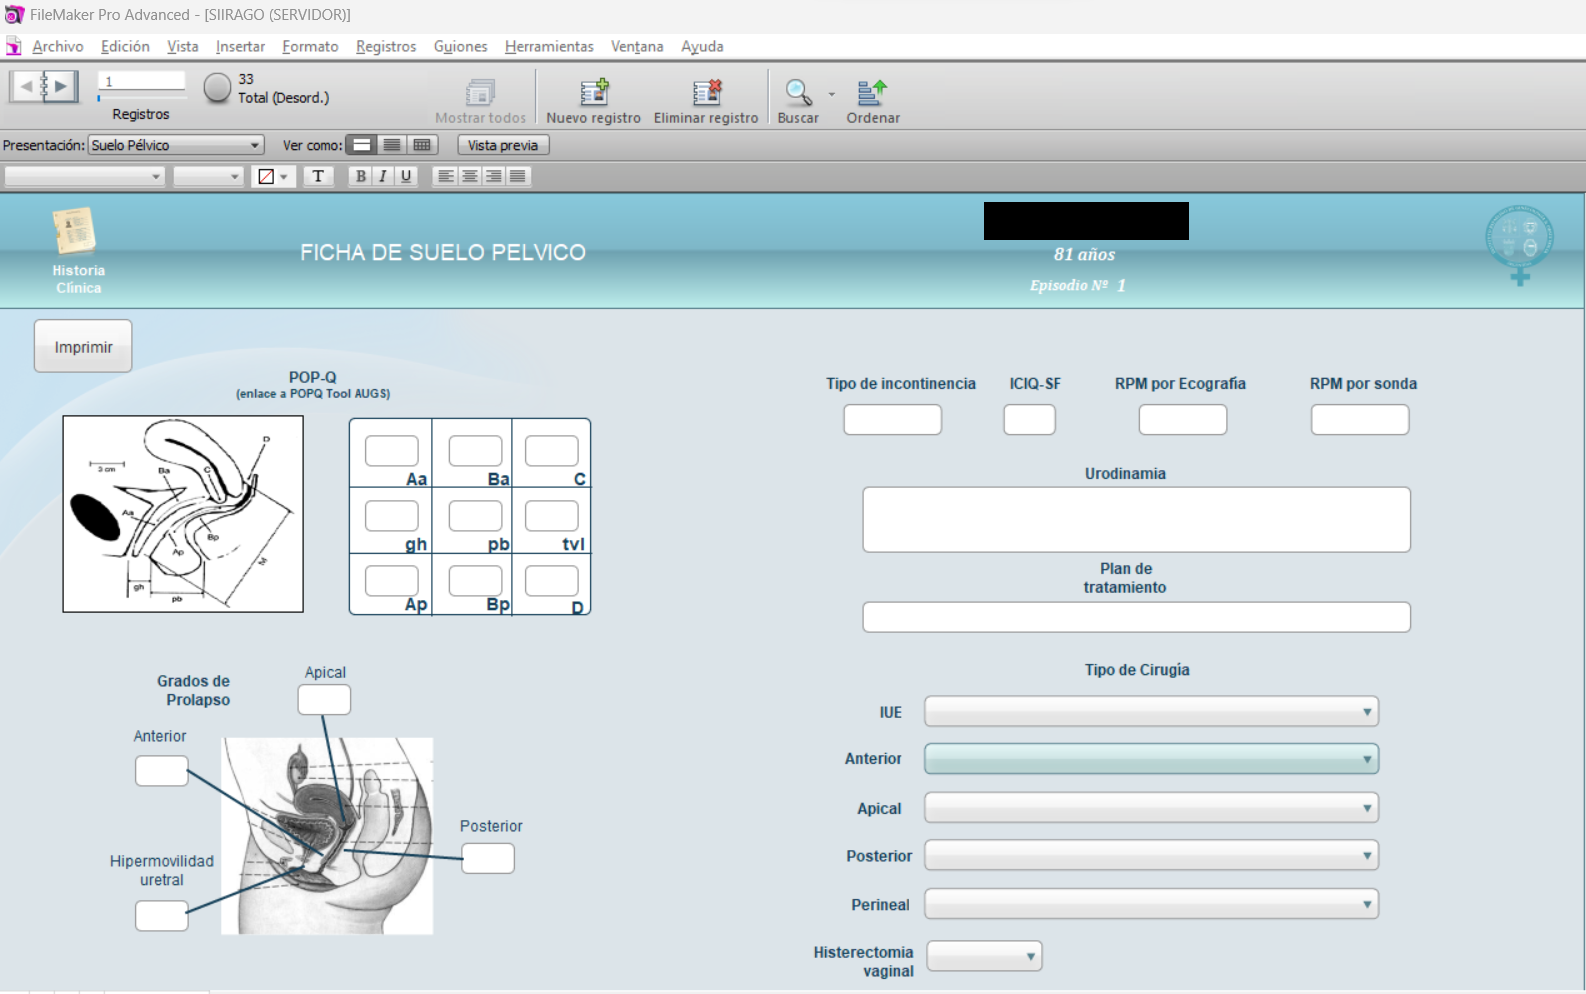 FileMaker Pro Advanced - [SIIRAGO (SERVIDOR)]
Archivo Edición Vista Insertar Formato Registros Guiones Herramientas Ventana Ayuda
1
Registros
33
Total (Desord.)
Mostrar todos
Nuevo registro
Eliminar registro
Buscar
Ordenar
Presentación: Suelo Pélvico
Ver como:
Vista previa
T B I U
Historia
Clínica
FICHA DE SUELO PELVICO
81 años
Episodio Nº 1
Imprimir
POP-Q
(enlace a POPQ Tool AUGS)
3 cm
D
Ba
C
Aa
Bp
Ap
gh
pb
Aa Ba C
gh pb tvl
Ap Bp D
Grados de
Prolapso
Apical
Anterior
Posterior
Hipermovilidad
uretral
Tipo de incontinencia
ICIQ-SF
RPM por Ecografía
RPM por sonda
Urodinamia
Plan de
tratamiento
Tipo de Cirugía
IUE
Anterior
Apical
Posterior
Perineal
Histerectomia
vaginal